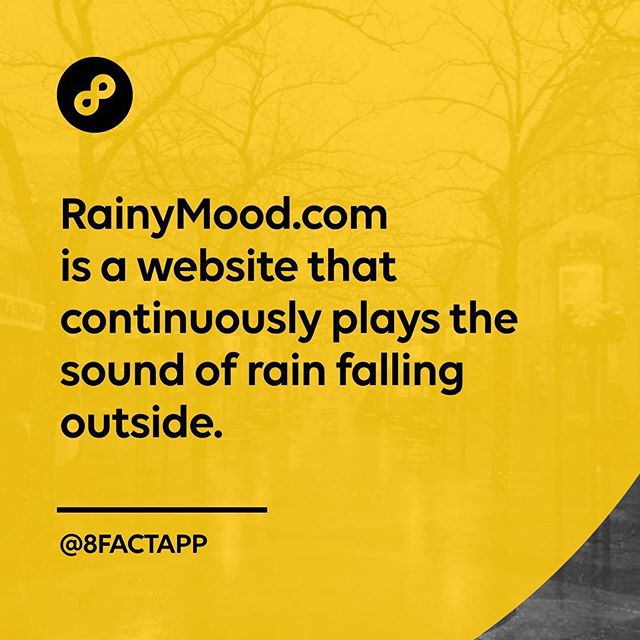 RainyMood.com
is a website that
continuously plays the
sound of rain falling
outside.
@8FACTAPP